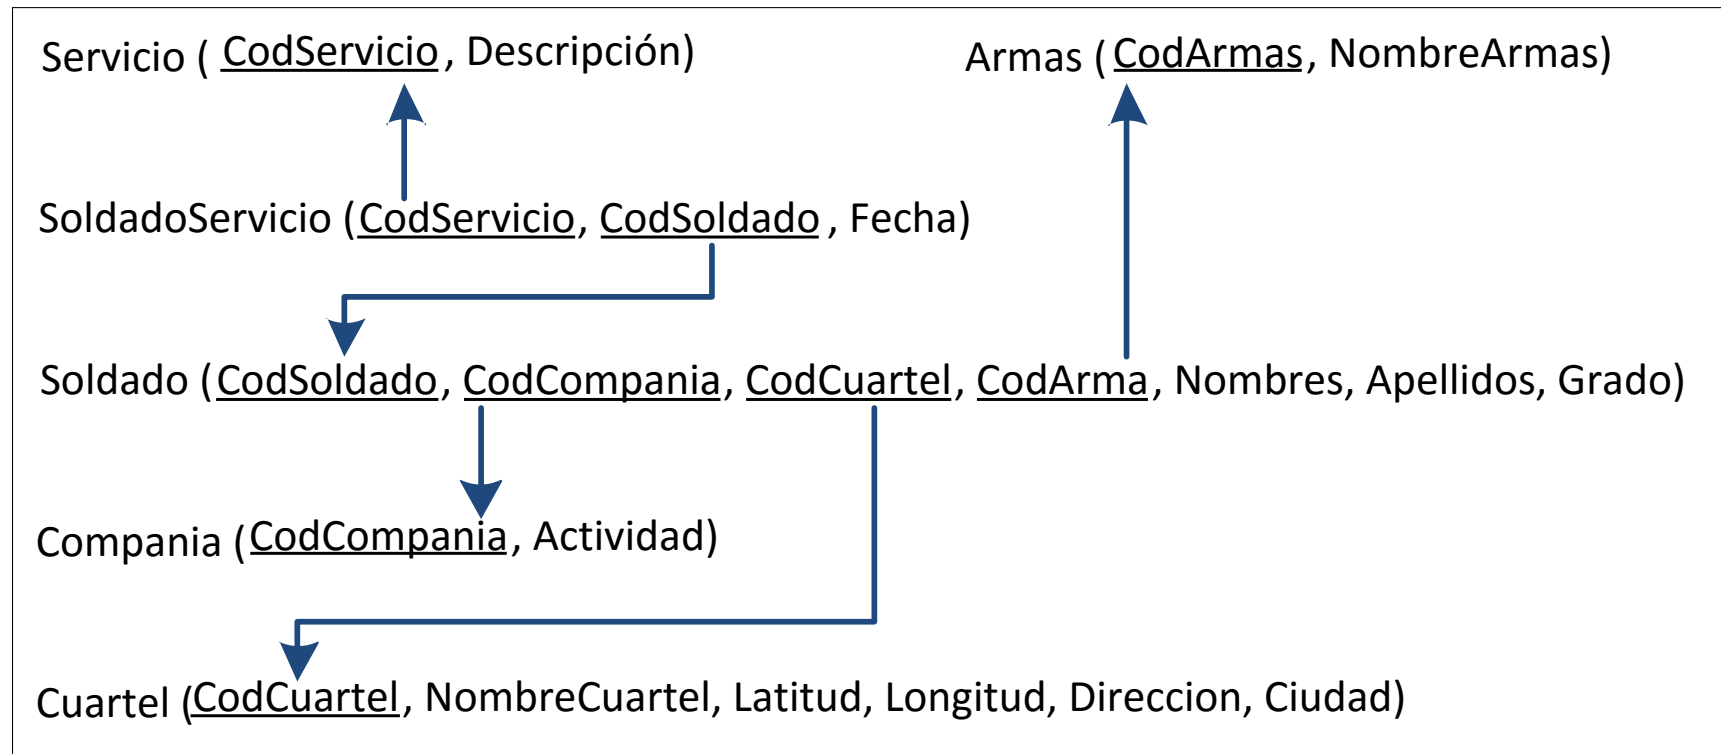 Servicio ( CodServicio, Descripción)
Armas (CodArmas, NombreArmas)
SoldadoServicio (CodServicio, CodSoldado , Fecha)
Soldado (CodSoldado, CodCompania, CodCuartel, CodArma, Nombres, Apellidos, Grado)
Compania (CodCompania, Actividad)
Cuartel (CodCuartel, NombreCuartel, Latitud, Longitud, Direccion, Ciudad)